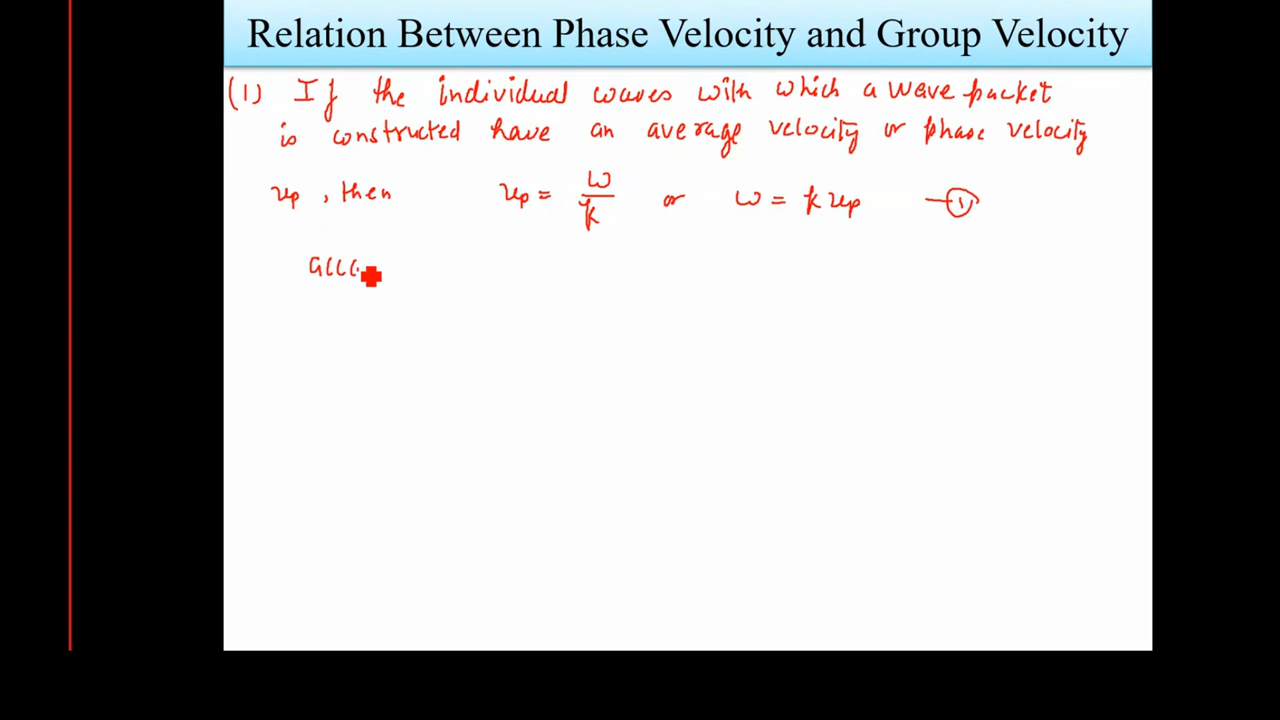 Relation Between Phase Velocity and Group Velocity
(1) If the individual waves with which a wave packet
is constructed have an average velocity or phase velocity
vp , then vp = ω/k or ω = k vp —①